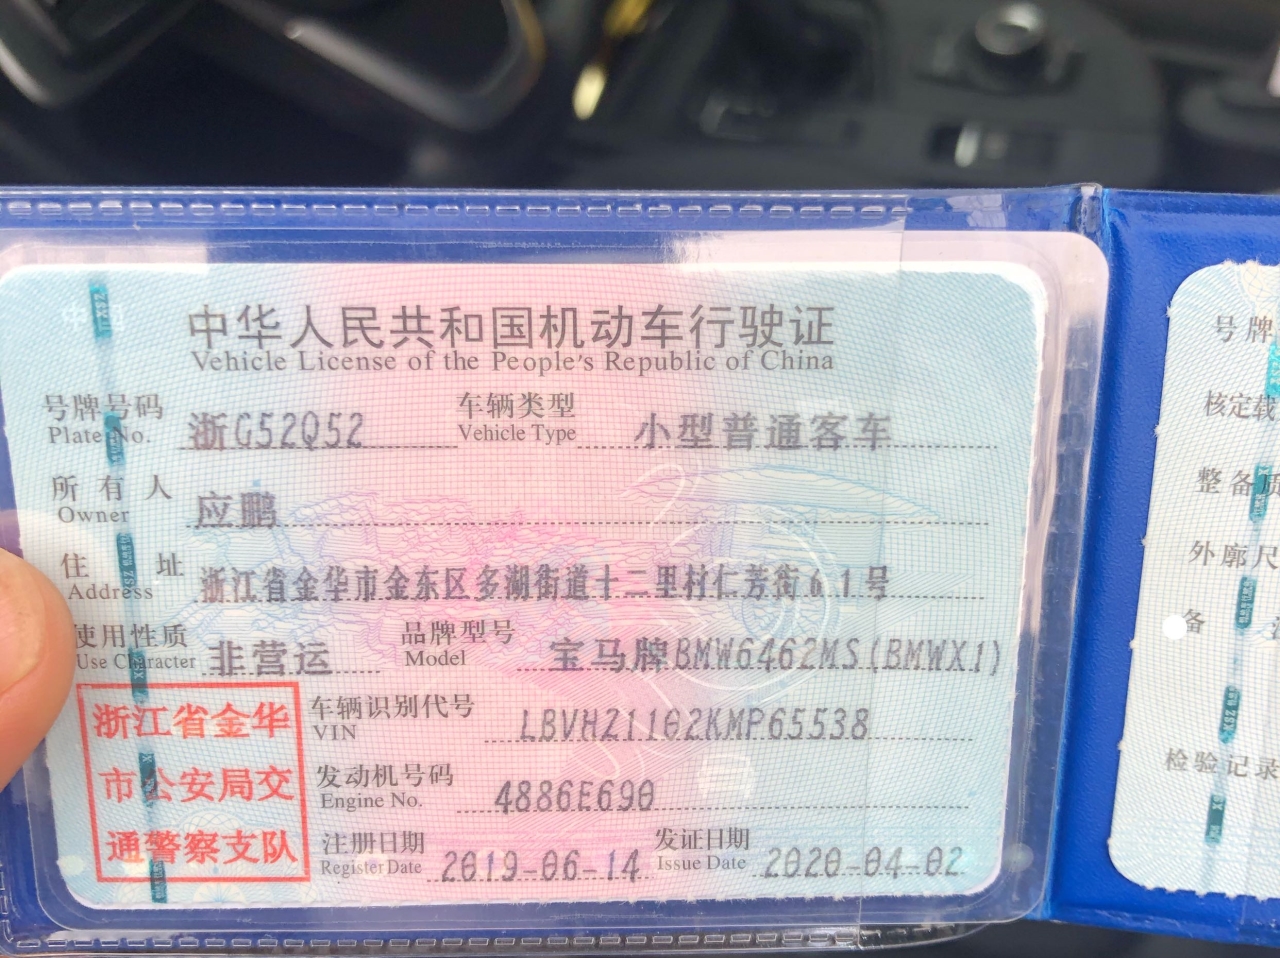 中华人民共和国机动车行驶证
Vehicle License of the People's Republic of China
号牌号码 浙G52Q52 车辆类型 小型普通客车
Plate No. Vehicle Type
所有人 应鹏
Owner
住址 浙江省金华市金东区多湖街道十二里村仁芳街61号
Address
使用性质 非营运 品牌型号 宝马牌BMW6462MS(BMWX1)
Use Character Model
浙江省金华
市公安局交
通警察支队
车辆识别代号 LBVHZ1102KMP65538
VIN
发动机号码 4886E690
Engine No.
注册日期 2019-06-14 发证日期 2020-04-02
Register Date Issue Date
号牌
核定载
整备质
外廓尺
备
检验记录